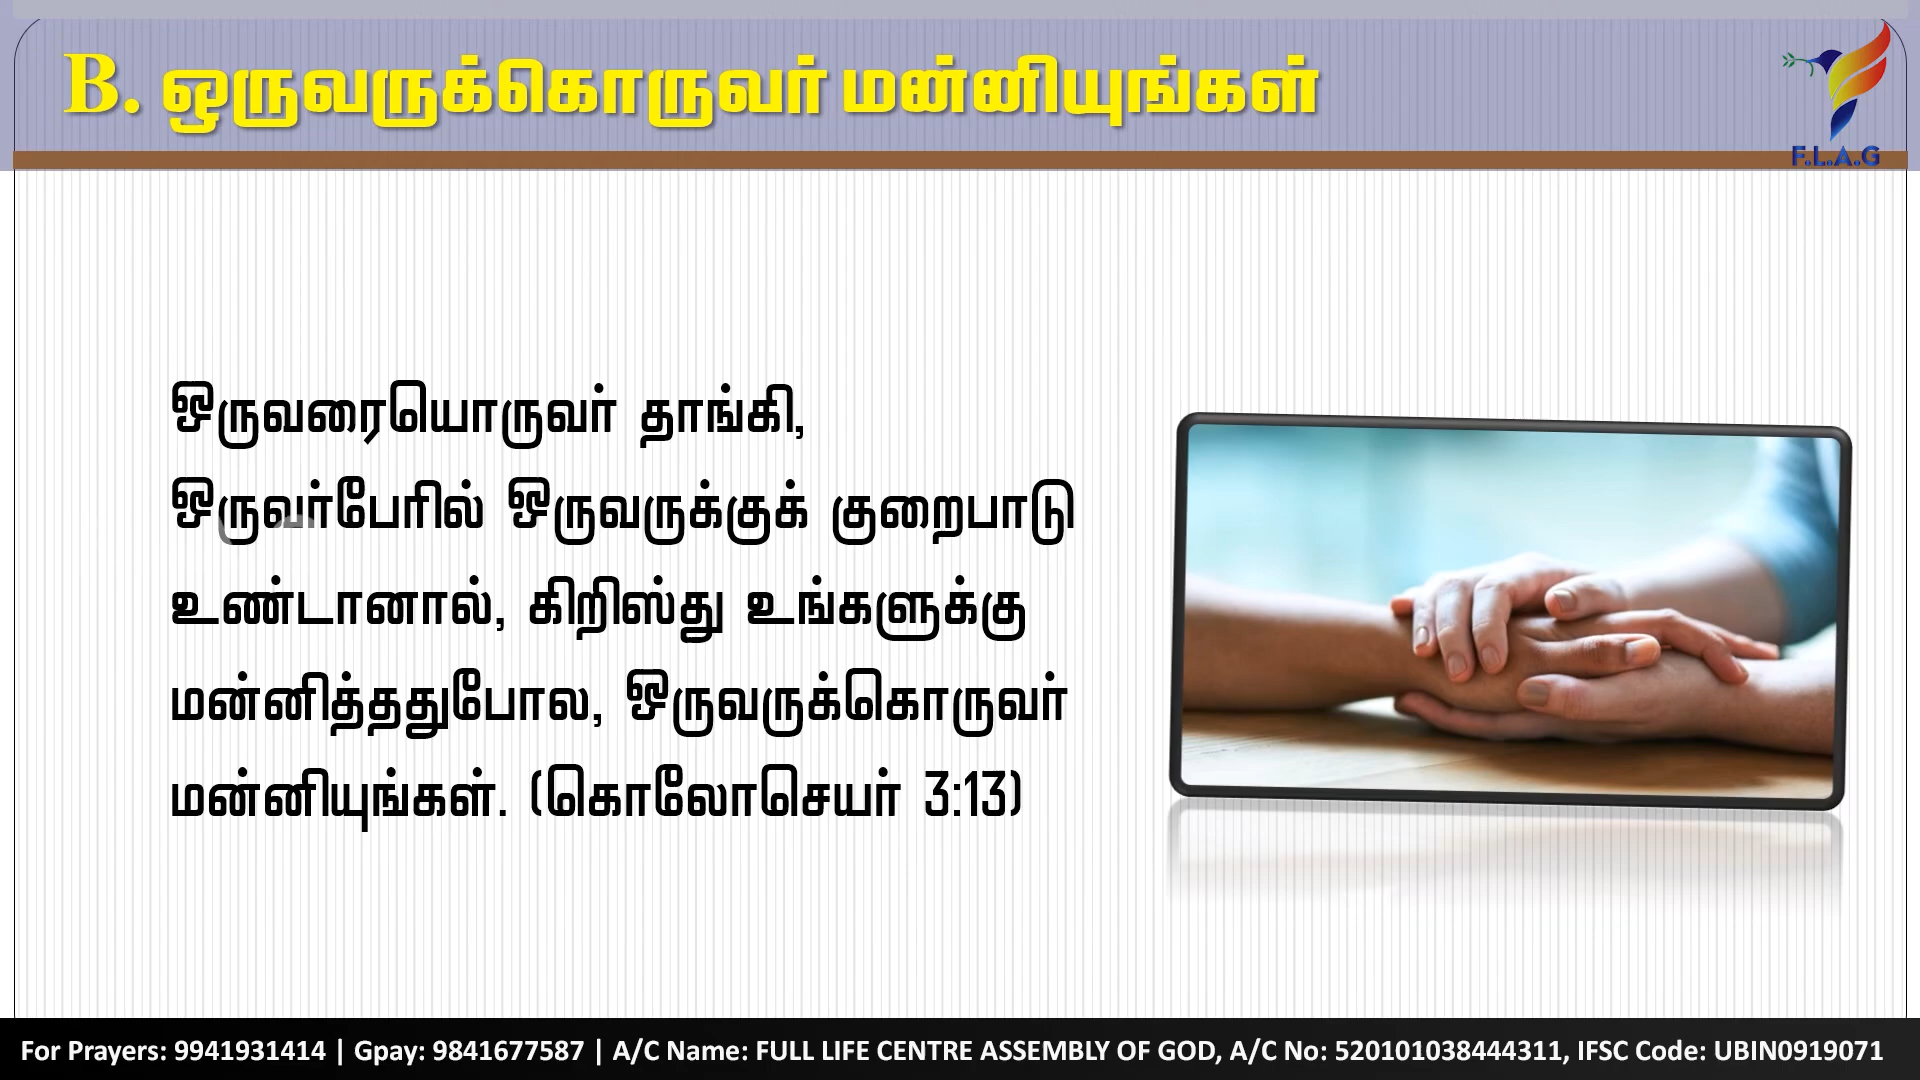 B. ஒருவருக்கொருவர் மன்னியுங்கள்
F.L.A.G
ஒருவரையொருவர் தாங்கி,
ஒருவர்பேரில் ஒருவருக்குக் குறைபாடு
உண்டானால், கிறிஸ்து உங்களுக்கு
மன்னித்ததுபோல, ஒருவருக்கொருவர்
மன்னியுங்கள். (கொலோசெயர் 3:13)
For Prayers: 9941931414 | Gpay: 9841677587 | A/C Name: FULL LIFE CENTRE ASSEMBLY OF GOD, A/C No: 520101038444311, IFSC Code: UBIN0919071